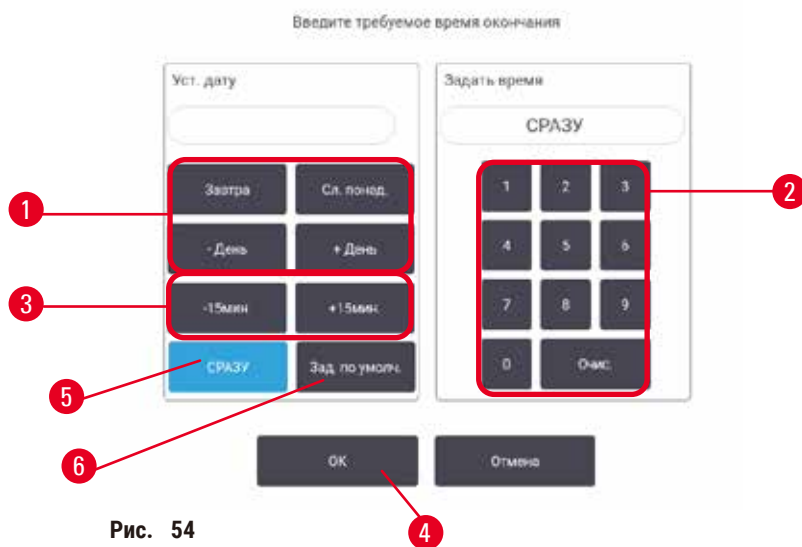 Введите требуемое время окончания
Уст. дату
Задать время
СРАЗУ
Завтра
Сл. понед.
1
2
3
- День
+ День
4
5
6
-15мин
+15мин.
7
8
9
СРАЗУ
Зад. по умолч.
0
Очис.
OK
Отмена
1
2
3
5
6
4
Рис. 54